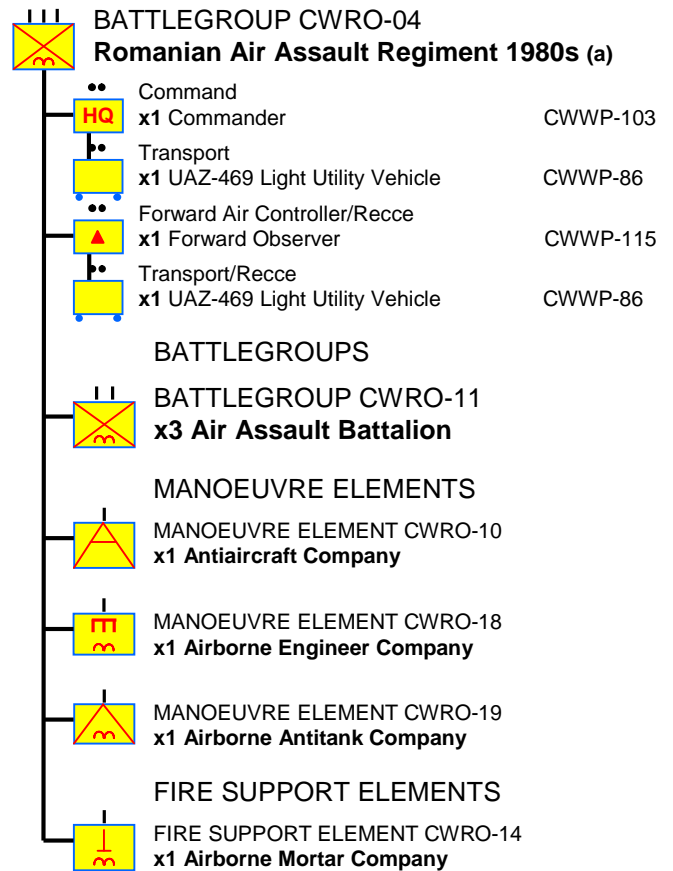 BATTLEGROUP CWRO-04
Romanian Air Assault Regiment 1980s (a)
Command
HQ x1 Commander CWWP-103
Transport
x1 UAZ-469 Light Utility Vehicle CWWP-86
Forward Air Controller/Recce
x1 Forward Observer CWWP-115
Transport/Recce
x1 UAZ-469 Light Utility Vehicle CWWP-86
BATTLEGROUPS
BATTLEGROUP CWRO-11
x3 Air Assault Battalion
MANOEUVRE ELEMENTS
MANOEUVRE ELEMENT CWRO-10
x1 Antiaircraft Company
MANOEUVRE ELEMENT CWRO-18
x1 Airborne Engineer Company
MANOEUVRE ELEMENT CWRO-19
x1 Airborne Antitank Company
FIRE SUPPORT ELEMENTS
FIRE SUPPORT ELEMENT CWRO-14
x1 Airborne Mortar Company